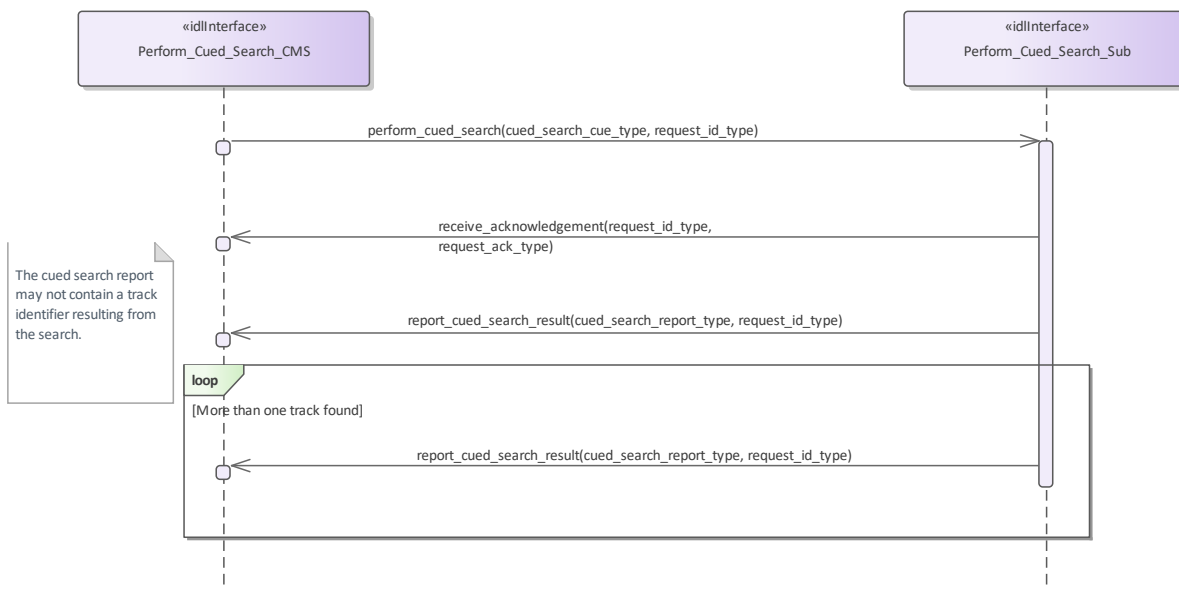 «idlInterface»
Perform_Cued_Search_CMS
«idlInterface»
Perform_Cued_Search_Sub
perform_cued_search(cued_search_cue_type, request_id_type)
receive_acknowledgement(request_id_type,
request_ack_type)
The cued search report
may not contain a track
identifier resulting from
the search.
report_cued_search_result(cued_search_report_type, request_id_type)
loop
[More than one track found]
report_cued_search_result(cued_search_report_type, request_id_type)